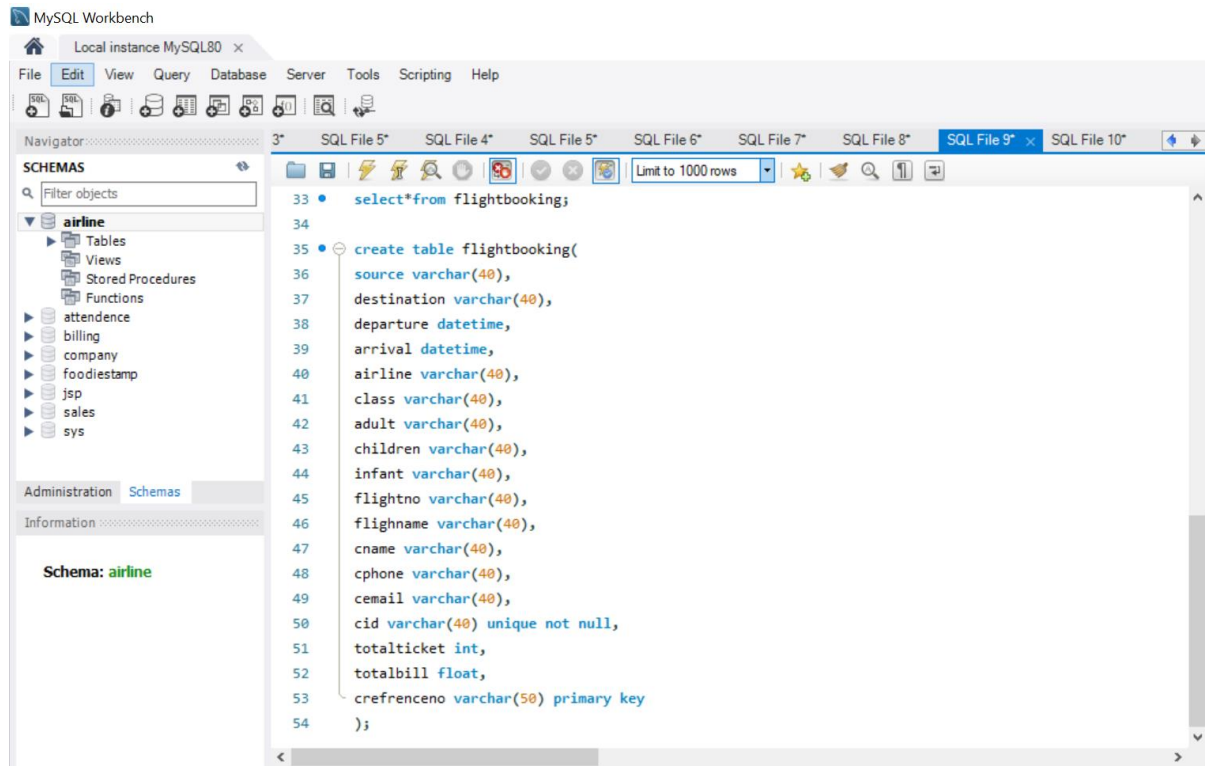 MySQL Workbench
Local instance MySQL80 ×
File Edit View Query Database Server Tools Scripting Help
Navigator
SCHEMAS
Filter objects
airline
Tables
Views
Stored Procedures
Functions
attendence
billing
company
foodiestamp
jsp
sales
sys
Administration Schemas
Information
Schema: airline
3* SQL File 5* SQL File 4* SQL File 5* SQL File 6* SQL File 7* SQL File 8* SQL File 9* × SQL File 10*
Limit to 1000 rows
33 select*from flightbooking;
34
35 create table flightbooking(
36 source varchar(40),
37 destination varchar(40),
38 departure datetime,
39 arrival datetime,
40 airline varchar(40),
41 class varchar(40),
42 adult varchar(40),
43 children varchar(40),
44 infant varchar(40),
45 flightno varchar(40),
46 flighname varchar(40),
47 cname varchar(40),
48 cphone varchar(40),
49 cemail varchar(40),
50 cid varchar(40) unique not null,
51 totalticket int,
52 totalbill float,
53 crefrenceno varchar(50) primary key
54 );